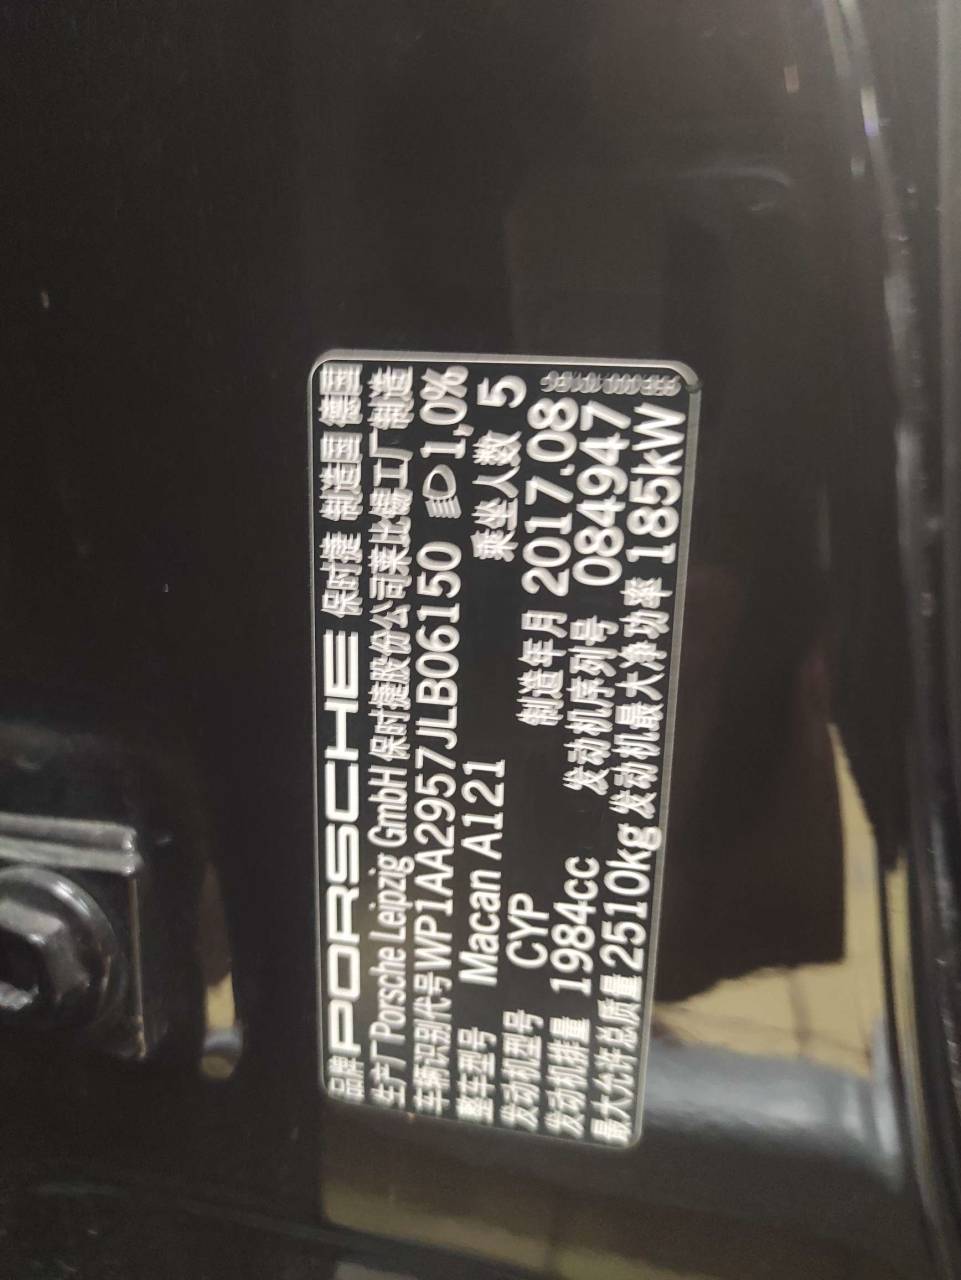 品牌 PORSCHE 保时捷 制造国 德国
生产厂 Porsche Leipzig GmbH 保时捷股份公司莱比锡工厂制造
车辆识别代号 WP1AA2957JLB06150 1,0%
整车型号 Macan A121 乘坐人数 5
发动机型号 CYP 制造年月 2017.08
发动机排量 1984cc 发动机序列号 084947
最大允许总质量 2510kg 发动机最大净功率 185kW